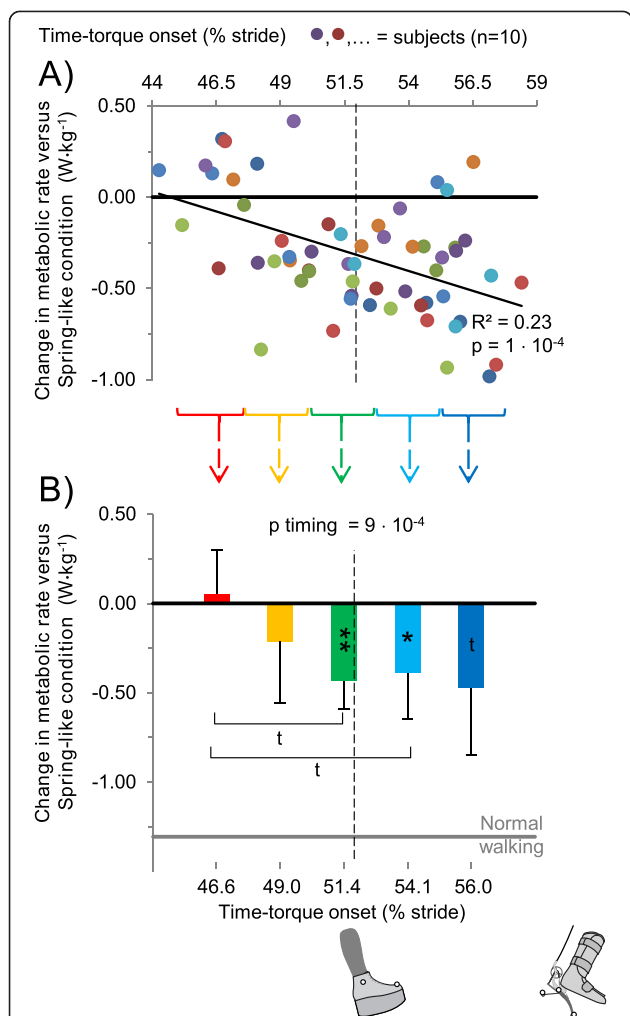 Time-torque onset (% stride) , ,… = subjects (n=10)
A)
44 46.5 49 51.5 54 56.5 59
Change in metabolic rate versus
Spring-like condition (W·kg⁻¹)
0.50
0.00
-0.50
-1.00
R² = 0.23
p = 1 · 10⁻⁴
B)
Change in metabolic rate versus
Spring-like condition (W·kg⁻¹)
0.50
p timing = 9 · 10⁻⁴
0.00
**
*
t
-0.50
t
t
-1.00
Normal
walking
46.6 49.0 51.4 54.1 56.0
Time-torque onset (% stride)